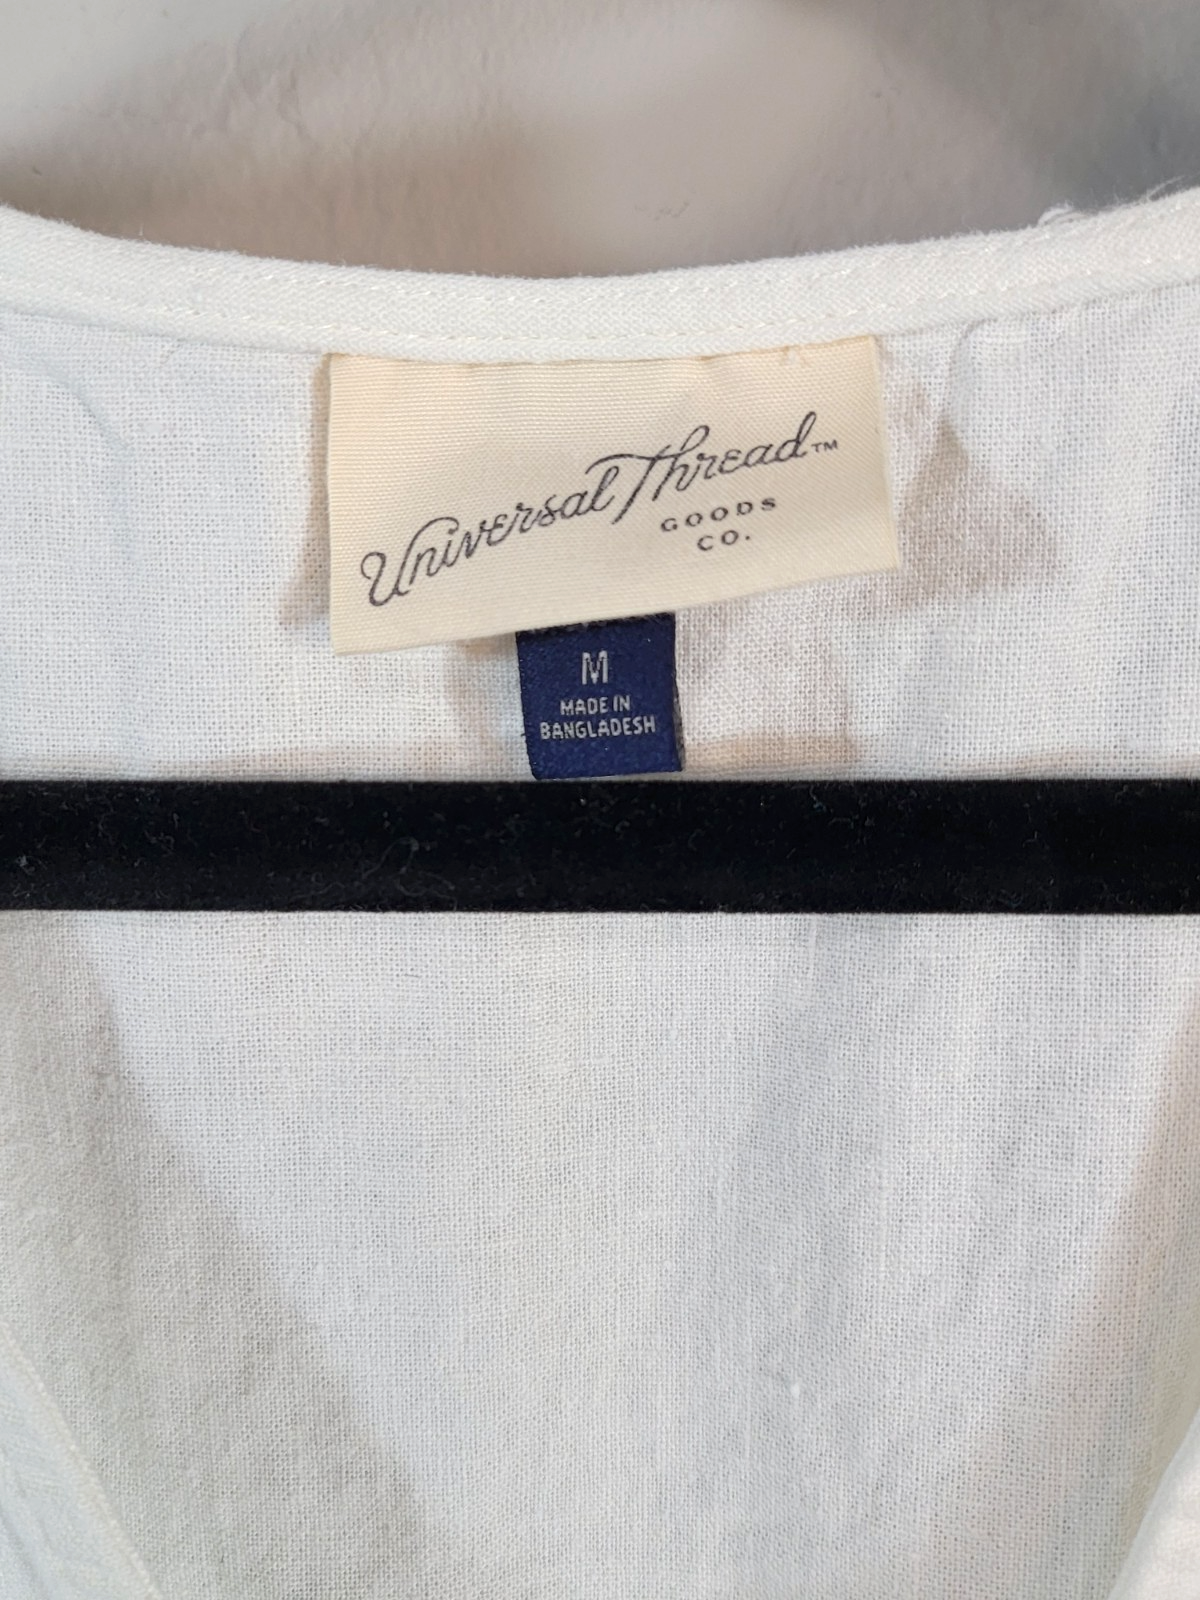 Universal Thread™
GOODS
CO.
M
MADE IN
BANGLADESH